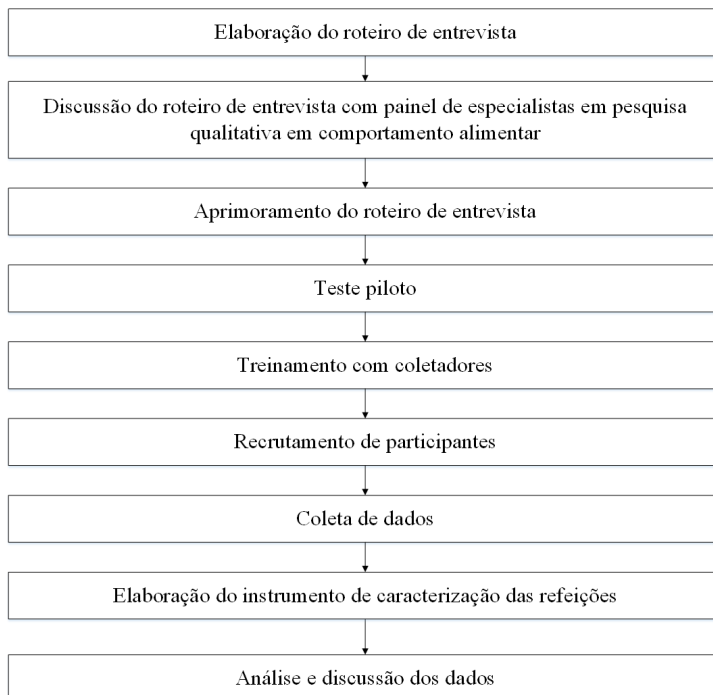 Elaboração do roteiro de entrevista
Discussão do roteiro de entrevista com painel de especialistas em pesquisa
qualitativa em comportamento alimentar
Aprimoramento do roteiro de entrevista
Teste piloto
Treinamento com coletadores
Recrutamento de participantes
Coleta de dados
Elaboração do instrumento de caracterização das refeições
Análise e discussão dos dados